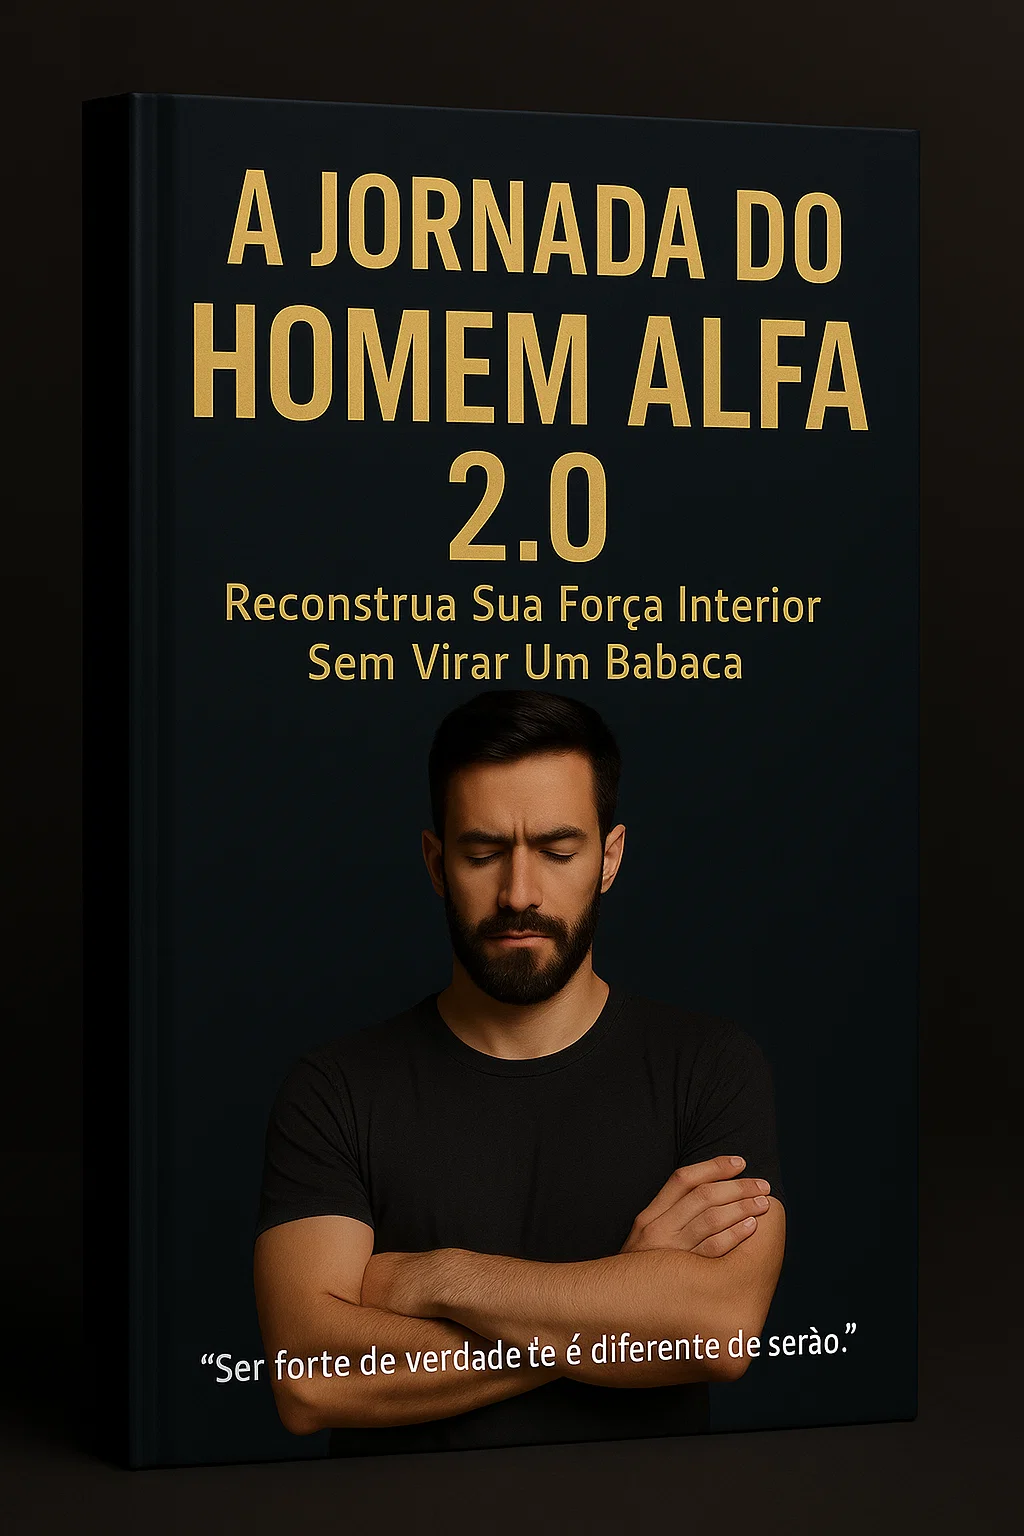 A JORNADA DO
HOMEM ALFA
2.0
Reconstrua Sua Força Interior
Sem Virar Um Babaca
“Ser forte de verdade te é diferente de serào.”